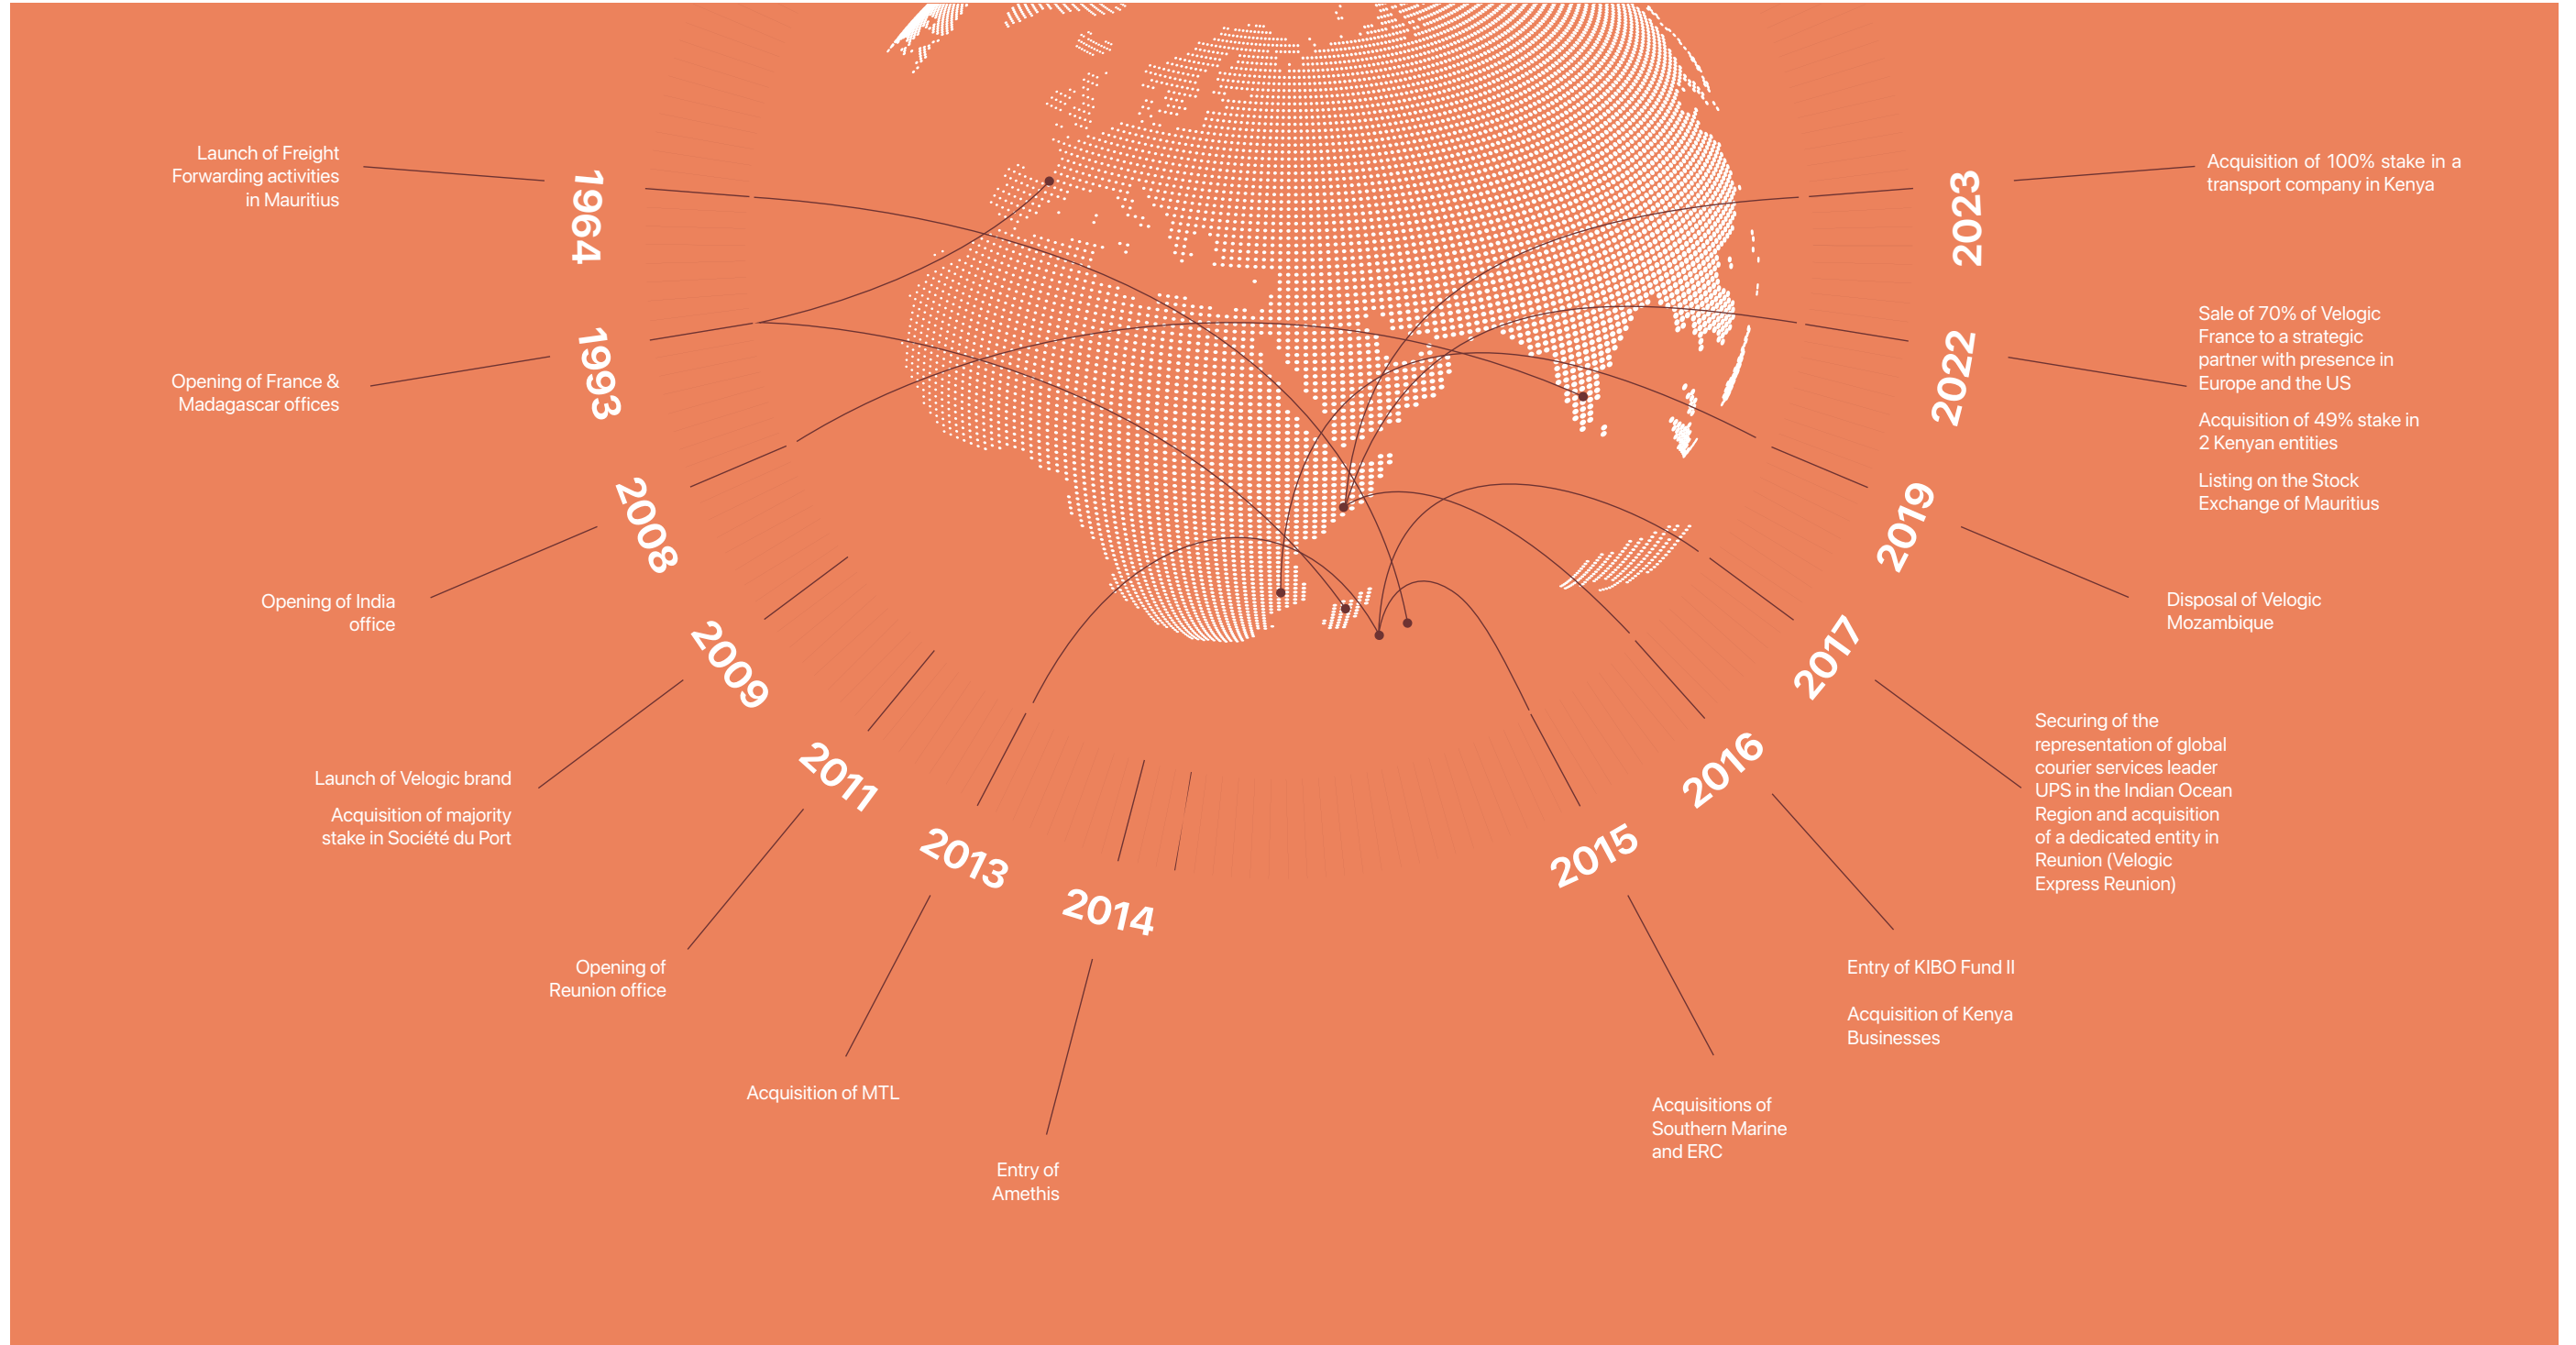 1964
Launch of Freight
Forwarding activities
in Mauritius
1993
Opening of France &
Madagascar offices
2008
Opening of India
office
2009
Launch of Velogic brand
Acquisition of majority
stake in Société du Port
2011
Opening of
Reunion office
2013
Acquisition of MTL
2014
Entry of
Amethis
2015
Acquisitions of
Southern Marine
and ERC
2016
Entry of KIBO Fund II
Acquisition of Kenya
Businesses
2017
Securing of the
representation of global
courier services leader
UPS in the Indian Ocean
Region and acquisition
of a dedicated entity in
Reunion (Velogic
Express Reunion)
2019
Disposal of Velogic
Mozambique
2022
Sale of 70% of Velogic
France to a strategic
partner with presence in
Europe and the US
Acquisition of 49% stake in
2 Kenyan entities
Listing on the Stock
Exchange of Mauritius
2023
Acquisition of 100% stake in a
transport company in Kenya